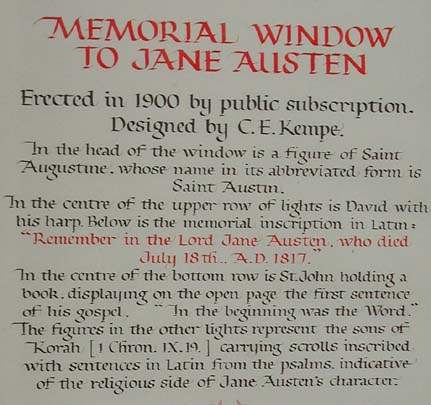 MEMORIAL WINDOW
TO JANE AUSTEN
Erected in 1900 by public subscription.
Designed by C. E. Kempe.
In the head of the window is a figure of Saint
Augustine, whose name in its abbreviated form is
Saint Austin.
In the centre of the upper row of lights is David with
his harp. Below is the memorial inscription in Latin:
"Remember in the Lord Jane Austen, who died
July 18th., A.D. 1817."
In the centre of the bottom row is St. John holding a
book, displaying on the open page the first sentence
of his gospel. "In the beginning was the Word."
The figures in the other lights represent the sons of
Korah [1 Chron. IX. 19.] carrying scrolls inscribed
with sentences in Latin from the psalms, indicative
of the religious side of Jane Austen's character.